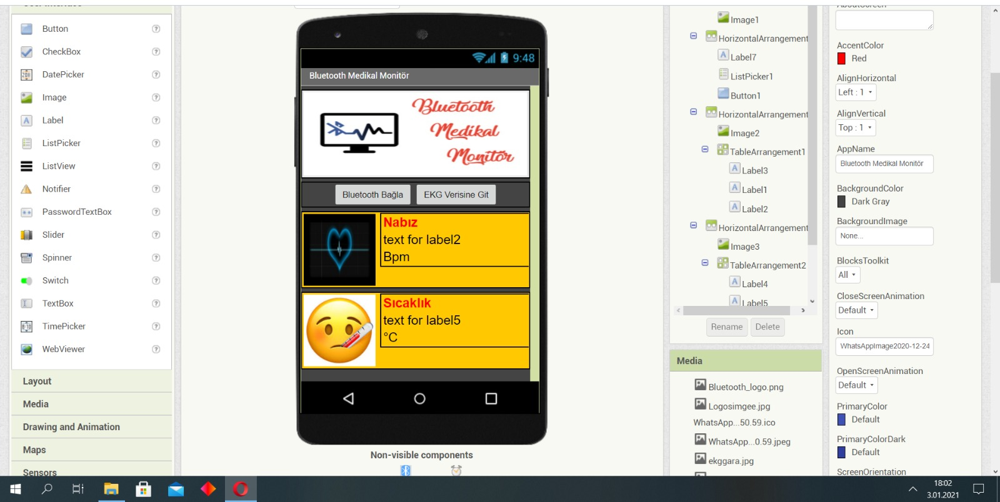 User Interface
Button
CheckBox
DatePicker
Image
Label
ListPicker
ListView
Notifier
PasswordTextBox
Slider
Spinner
Switch
TextBox
TimePicker
WebViewer
Layout
Media
Drawing and Animation
Maps
Sensors
9:48
Bluetooth Medikal Monitör
Bluetooth
Medikal
Monitör
Bluetooth Bağla
EKG Verisine Git
Nabız
text for label2
Bpm
Sıcaklık
text for label5
°C
Non-visible components
Image1
HorizontalArrangement
Label7
ListPicker1
Button1
HorizontalArrangement
Image2
TableArrangement1
Label3
Label1
Label2
HorizontalArrangement
Image3
TableArrangement2
Label4
Label5
Rename
Delete
Media
Bluetooth_logo.png
Logosimgee.jpg
WhatsApp...50.59.ico
WhatsApp...0.59.jpeg
ekggara.jpg
AboutScreen
AccentColor
Red
AlignHorizontal
Left : 1
AlignVertical
Top : 1
AppName
Bluetooth Medikal Monitör
BackgroundColor
Dark Gray
BackgroundImage
None...
BlocksToolkit
All
CloseScreenAnimation
Default
Icon
WhatsAppImage2020-12-24
OpenScreenAnimation
Default
PrimaryColor
Default
PrimaryColorDark
Default
ScreenOrientation
18:02
3.01.2021